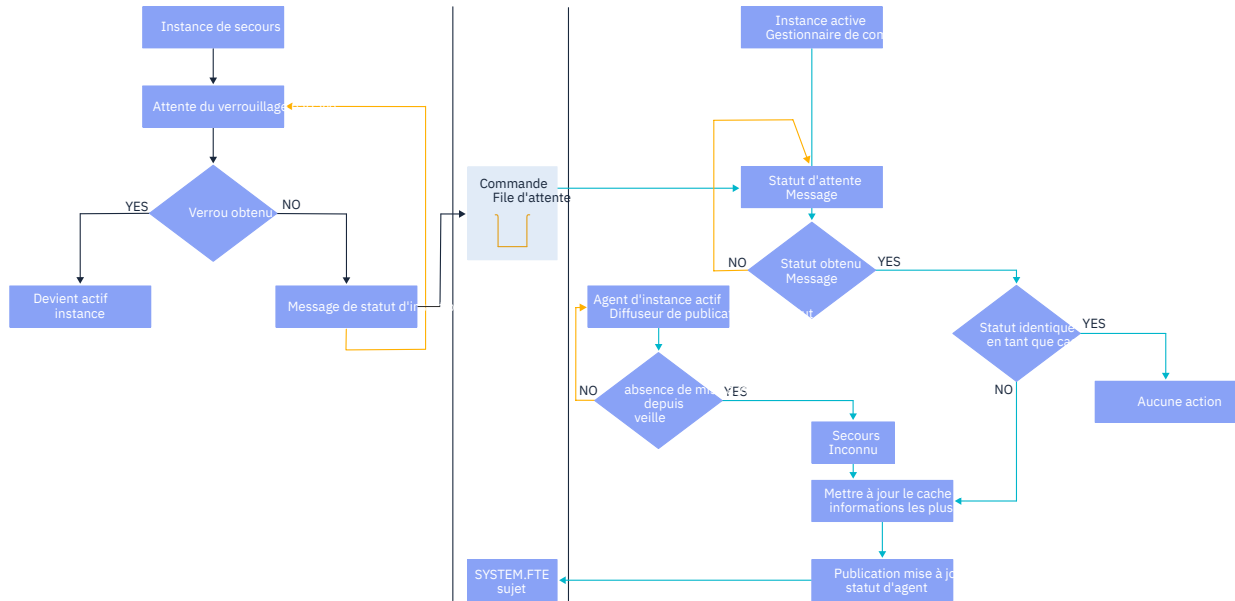 Instance de secours
Attente du verrouillage
Verrou obtenu
YES
NO
Devient actif
instance
Message de statut d'in
Commande
File d'attente
SYSTEM.FTE
sujet
Instance active
Gestionnaire de con
Statut d'attente
Message
Statut obtenu
Message
NO
YES
Agent d'instance actif
Diffuseur de publica
absence de mi
depuis
veille
NO
YES
Statut identique
en tant que ca
YES
NO
Aucune action
Secours
Inconnu
Mettre à jour le cache
informations les plus
Publication mise à jo
statut d'agent